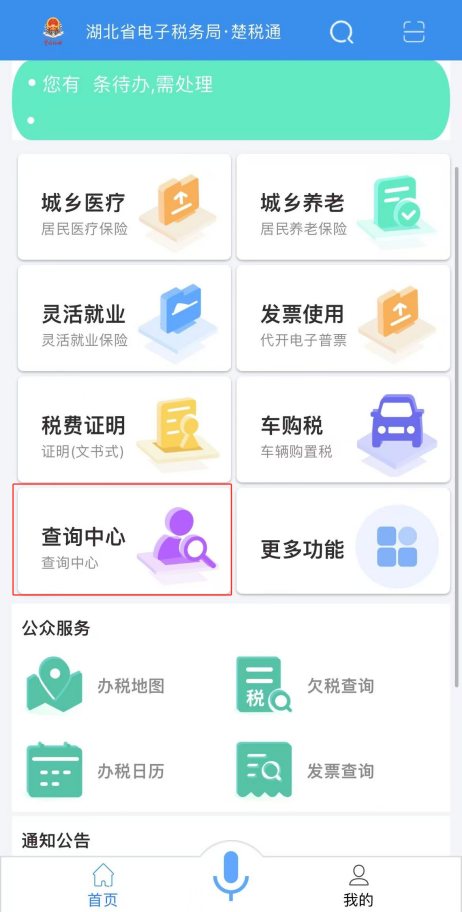 湖北省电子税务局·楚税通
您有 条待办,需处理
城乡医疗
居民医疗保险
城乡养老
居民养老保险
灵活就业
灵活就业保险
发票使用
代开电子普票
税费证明
证明(文书式)
车购税
车辆购置税
查询中心
查询中心
更多功能
公众服务
办税地图
税
欠税查询
办税日历
发票查询
通知公告
首页
我的